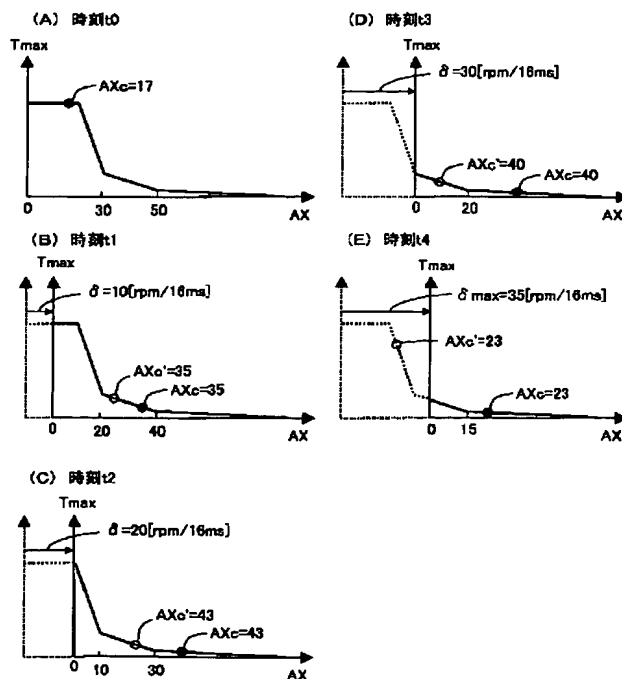 (A) 時刻t0
Tmax
AXc=17
0 30 50 AX
(B) 時刻t1
Tmax
δ=10[rpm/16ms]
AXc'=35
AXc=35
0 20 40 AX
(C) 時刻t2
Tmax
δ=20[rpm/16ms]
AXc'=43
AXc=43
0 10 30 AX
(D) 時刻t3
Tmax
δ=30[rpm/16ms]
AXc'=40
AXc=40
0 20 AX
(E) 時刻t4
Tmax
δmax=35[rpm/16ms]
AXc'=23
AXc=23
0 15 AX